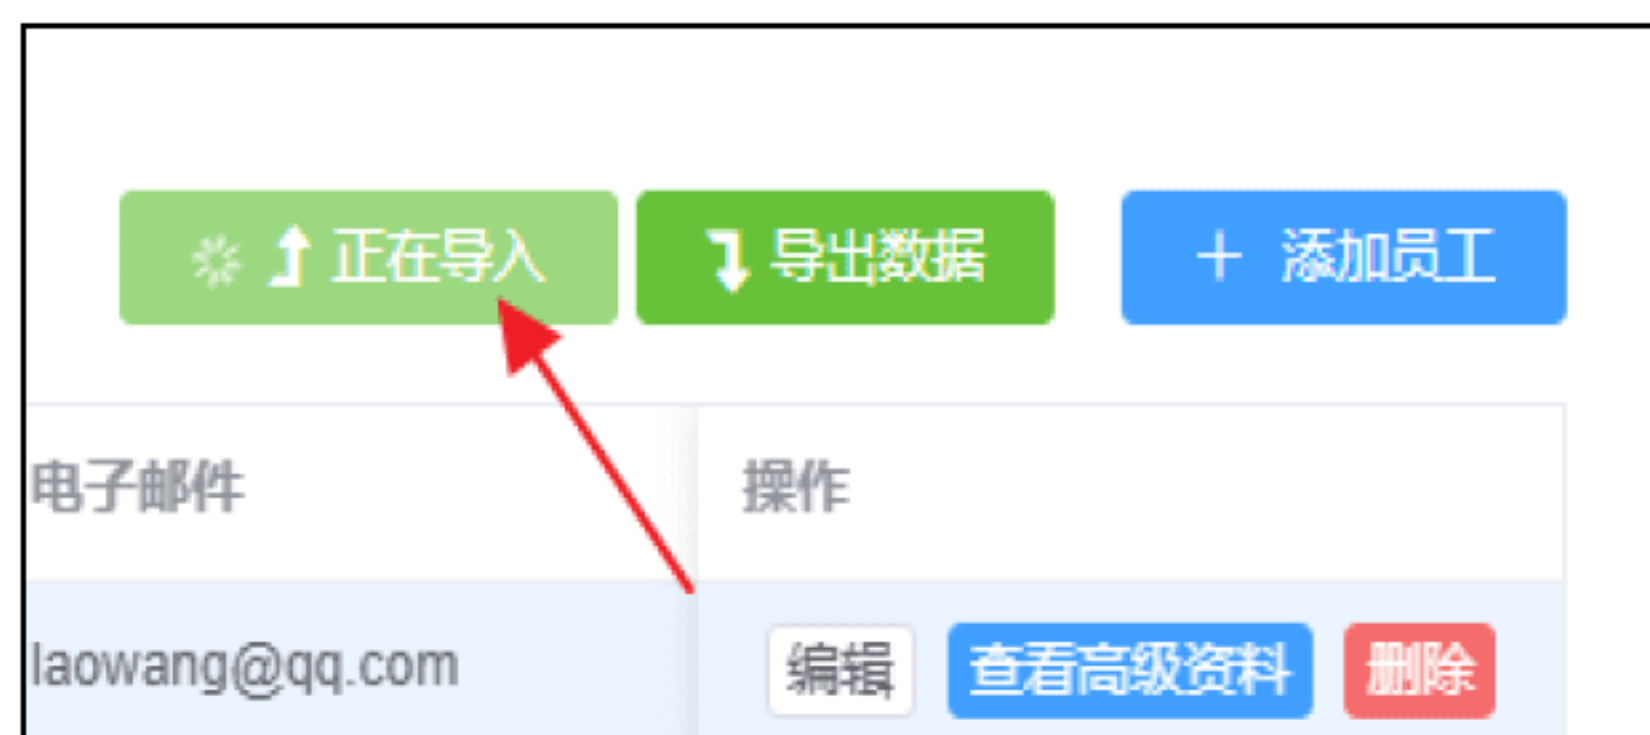 正在导入 导出数据 + 添加员工
电子邮件 操作
laowang@qq.com 编辑 查看高级资料 删除